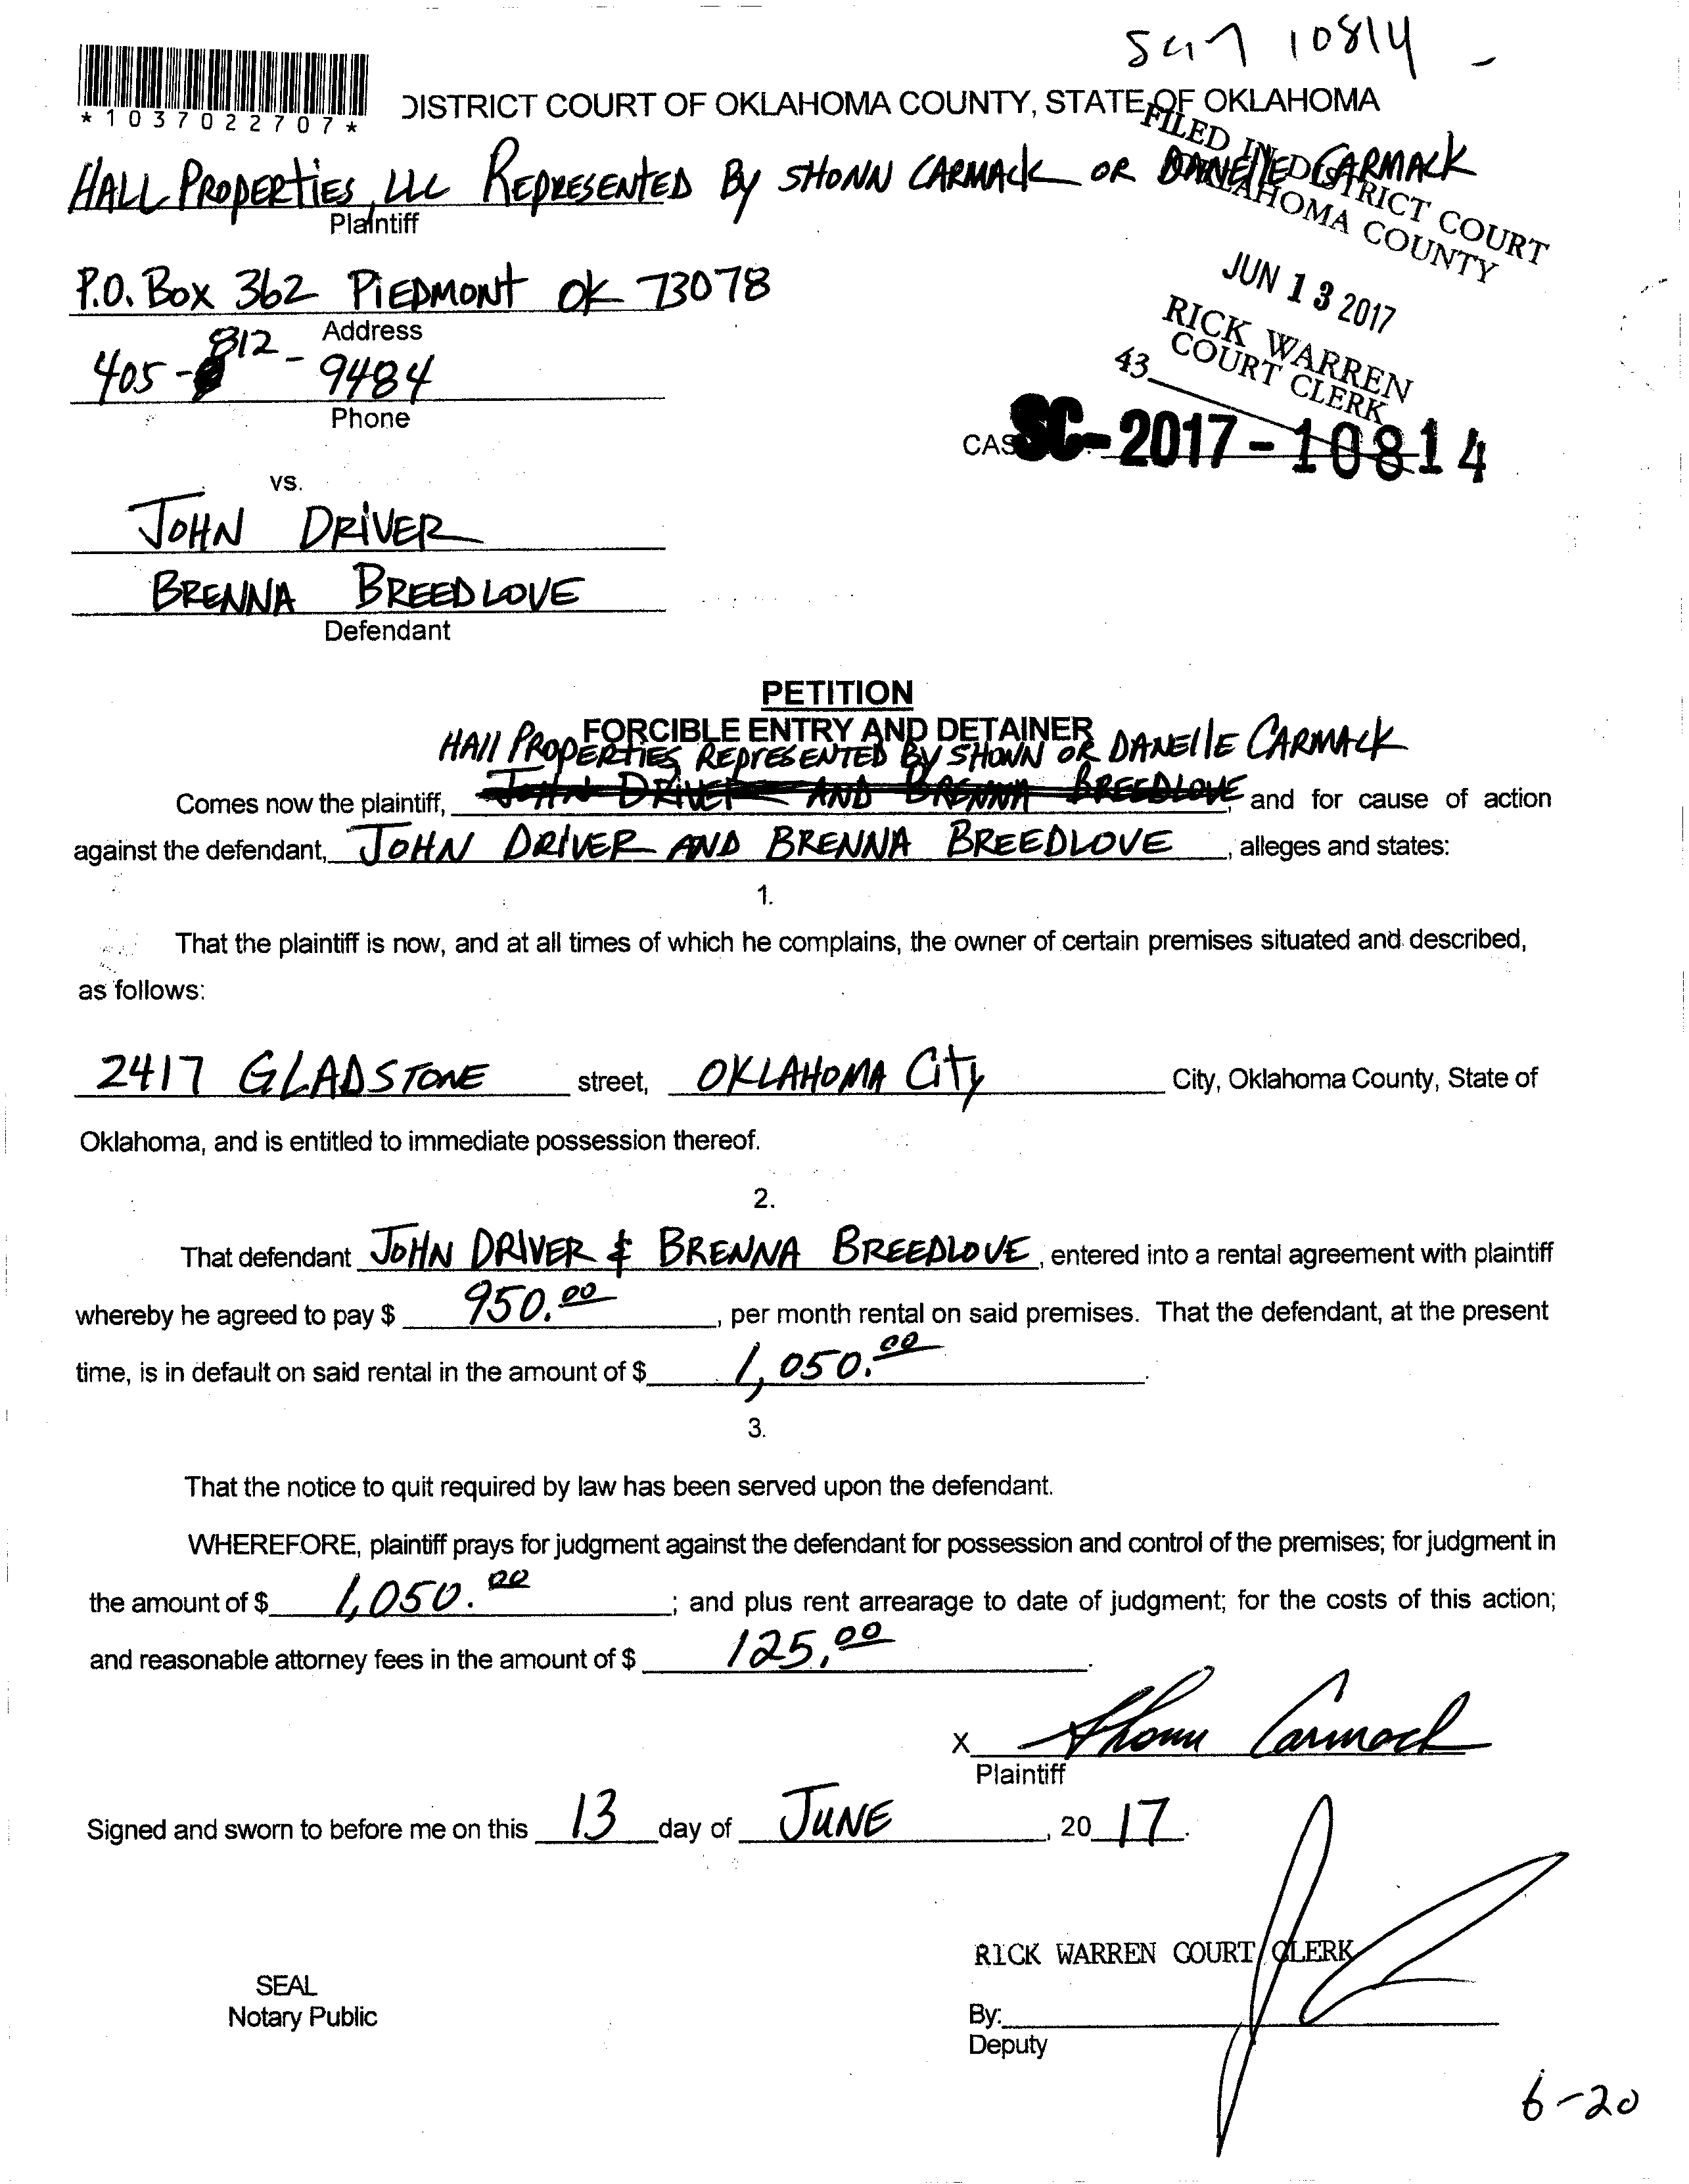 SC17 10814 -
*1037022707*
DISTRICT COURT OF OKLAHOMA COUNTY, STATE OF OKLAHOMA
FILED IN DISTRICT COURT
OKLAHOMA COUNTY
HALL PROPERTIES, LLC REPRESENTED BY SHONN CARMACK OR DANELLE CARMACK
Plaintiff
JUN 13 2017
P.O. BOX 362 PIEDMONT OK 73078
Address
RICK WARREN
COURT CLERK
43
405-812-9484
Phone
CAS SC-2017-10814
vs.
JOHN DRIVER
BRENNA BREEDLOVE
Defendant
PETITION
FORCIBLE ENTRY AND DETAINER
HALL PROPERTIES REPRESENTED BY SHONN OR DANELLE CARMACK
Comes now the plaintiff, JOHN DRIVER AND BRENNA BREEDLOVE, and for cause of action
against the defendant, JOHN DRIVER AND BRENNA BREEDLOVE, alleges and states:
1.
That the plaintiff is now, and at all times of which he complains, the owner of certain premises situated and described,
as follows:
2417 GLADSTONE street, OKLAHOMA CITY City, Oklahoma County, State of
Oklahoma, and is entitled to immediate possession thereof.
2.
That defendant JOHN DRIVER & BRENNA BREEDLOVE, entered into a rental agreement with plaintiff
whereby he agreed to pay $ 950.00, per month rental on said premises. That the defendant, at the present
time, is in default on said rental in the amount of $ 1,050.00.
3.
That the notice to quit required by law has been served upon the defendant.
WHEREFORE, plaintiff prays for judgment against the defendant for possession and control of the premises; for judgment in
the amount of $ 1,050.00; and plus rent arrearage to date of judgment; for the costs of this action;
and reasonable attorney fees in the amount of $ 125.00.
X Shonn Carmack
Plaintiff
Signed and sworn to before me on this 13 day of JUNE, 20 17.
RICK WARREN COURT CLERK
SEAL
Notary Public
By:
Deputy
6-20